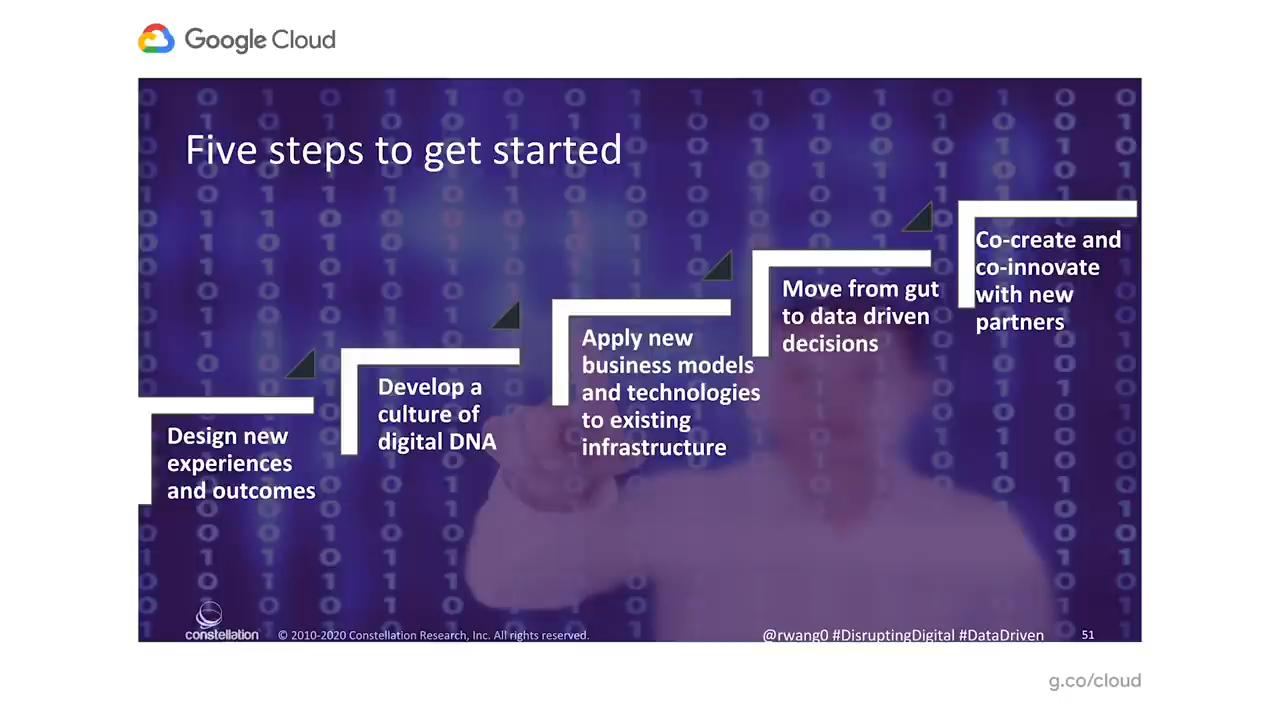 Google Cloud
Five steps to get started
Design new
experiences
and outcomes
Develop a
culture of
digital DNA
Apply new
business models
and technologies
to existing
infrastructure
Move from gut
to data driven
decisions
Co-create and
co-innovate
with new
partners
constellation
© 2010-2020 Constellation Research, Inc. All rights reserved.
@rwang0 #DisruptingDigital #DataDriven
51
g.co/cloud